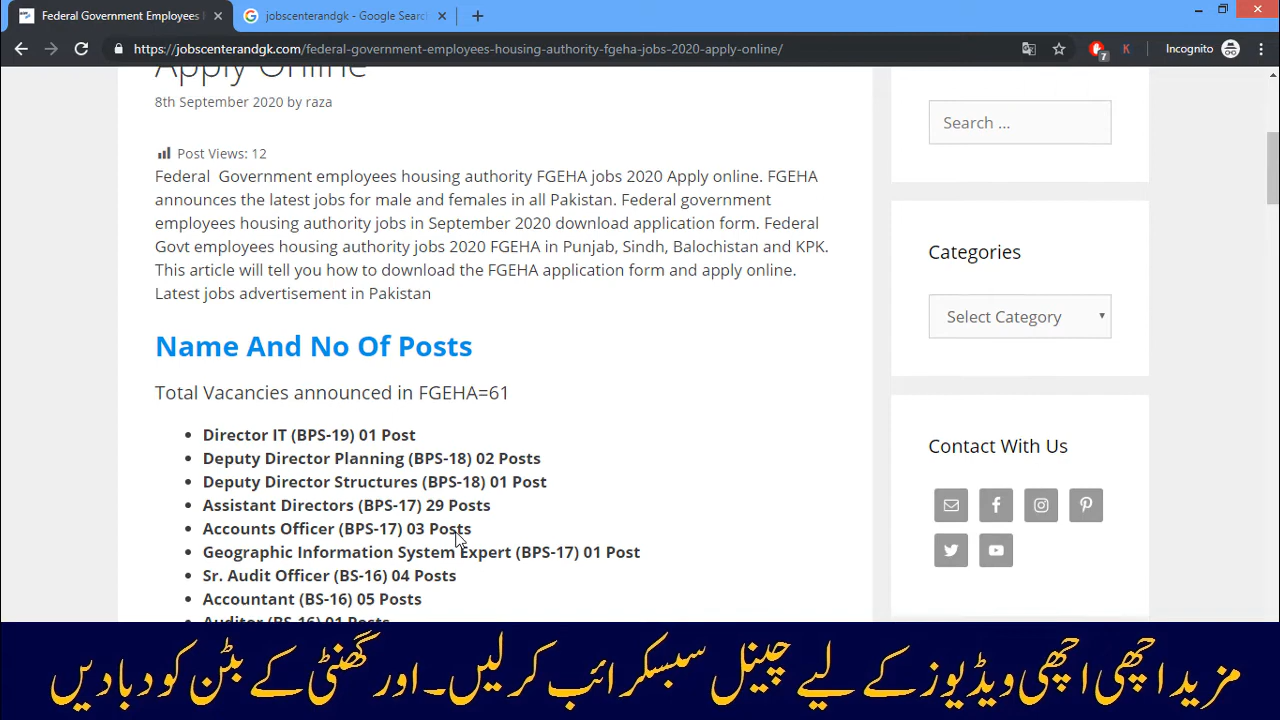 Federal Government Employees
jobscenterandgk - Google Searc
https://jobscenterandgk.com/federal-government-employees-housing-authority-fgeha-jobs-2020-apply-online/
7
K
Incognito
Apply Online
8th September 2020 by raza
Post Views: 12
Federal Government employees housing authority FGEHA jobs 2020 Apply online. FGEHA
announces the latest jobs for male and females in all Pakistan. Federal government
employees housing authority jobs in September 2020 download application form. Federal
Govt employees housing authority jobs 2020 FGEHA in Punjab, Sindh, Balochistan and KPK.
This article will tell you how to download the FGEHA application form and apply online.
Latest jobs advertisement in Pakistan
Name And No Of Posts
Total Vacancies announced in FGEHA=61
• Director IT (BPS-19) 01 Post
• Deputy Director Planning (BPS-18) 02 Posts
• Deputy Director Structures (BPS-18) 01 Post
• Assistant Directors (BPS-17) 29 Posts
• Accounts Officer (BPS-17) 03 Posts
• Geographic Information System Expert (BPS-17) 01 Post
• Sr. Audit Officer (BS-16) 04 Posts
• Accountant (BS-16) 05 Posts
• Auditor (BS-16) 01 Posts
Search ...
Categories
Select Category
Contact With Us
مزید اچھی اچھی ویڈیوز کے لیے چینل سبسکرائب کرلیں۔ اور گھنٹی کے بٹن کو دبادیں